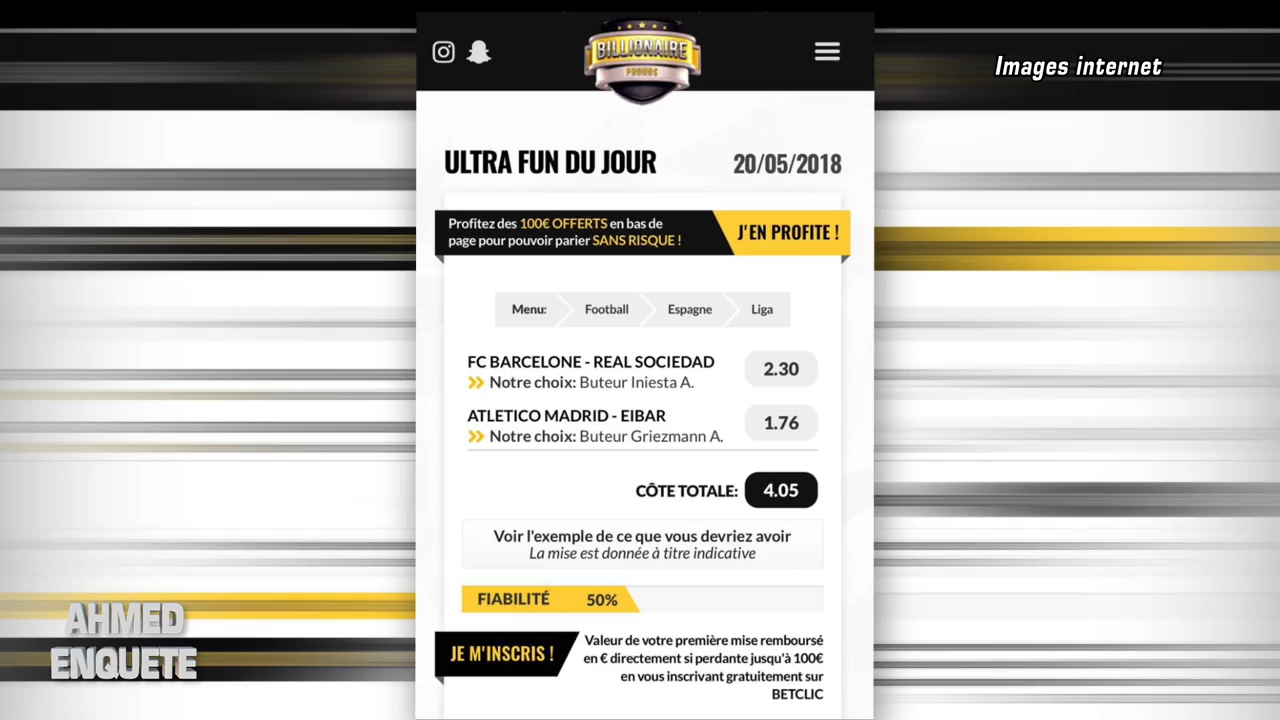 Images internet
BILLIONAIRE
PRONOS
ULTRA FUN DU JOUR
20/05/2018
Profitez des 100€ OFFERTS en bas de
page pour pouvoir parier SANS RISQUE !
J'EN PROFITE !
Menu: Football Espagne Liga
FC BARCELONE - REAL SOCIEDAD
2.30
Notre choix: Buteur Iniesta A.
ATLETICO MADRID - EIBAR
1.76
Notre choix: Buteur Griezmann A.
CÔTE TOTALE: 4.05
Voir l'exemple de ce que vous devriez avoir
La mise est donnée à titre indicative
FIABILITÉ 50%
JE M'INSCRIS !
Valeur de votre première mise remboursé
en € directement si perdante jusqu'à 100€
en vous inscrivant gratuitement sur
BETCLIC
AHMED
ENQUETE